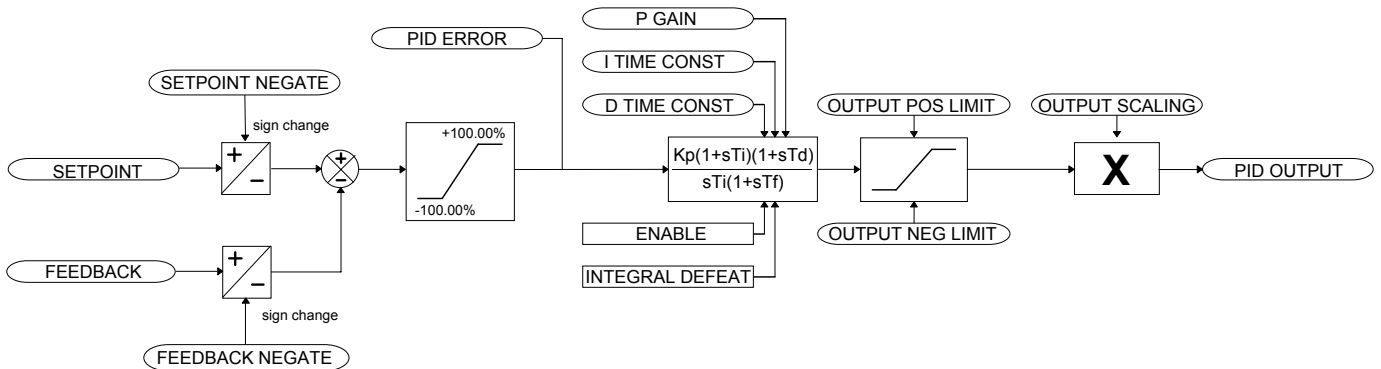 P GAIN
PID ERROR
I TIME CONST
SETPOINT NEGATE
D TIME CONST
OUTPUT POS LIMIT
OUTPUT SCALING
sign change
+100.00%
-100.00%
+
-
+
-
SETPOINT
Kp(1+sTi)(1+sTd)
sTi(1+sTf)
X
PID OUTPUT
ENABLE
OUTPUT NEG LIMIT
FEEDBACK
+
-
INTEGRAL DEFEAT
sign change
FEEDBACK NEGATE